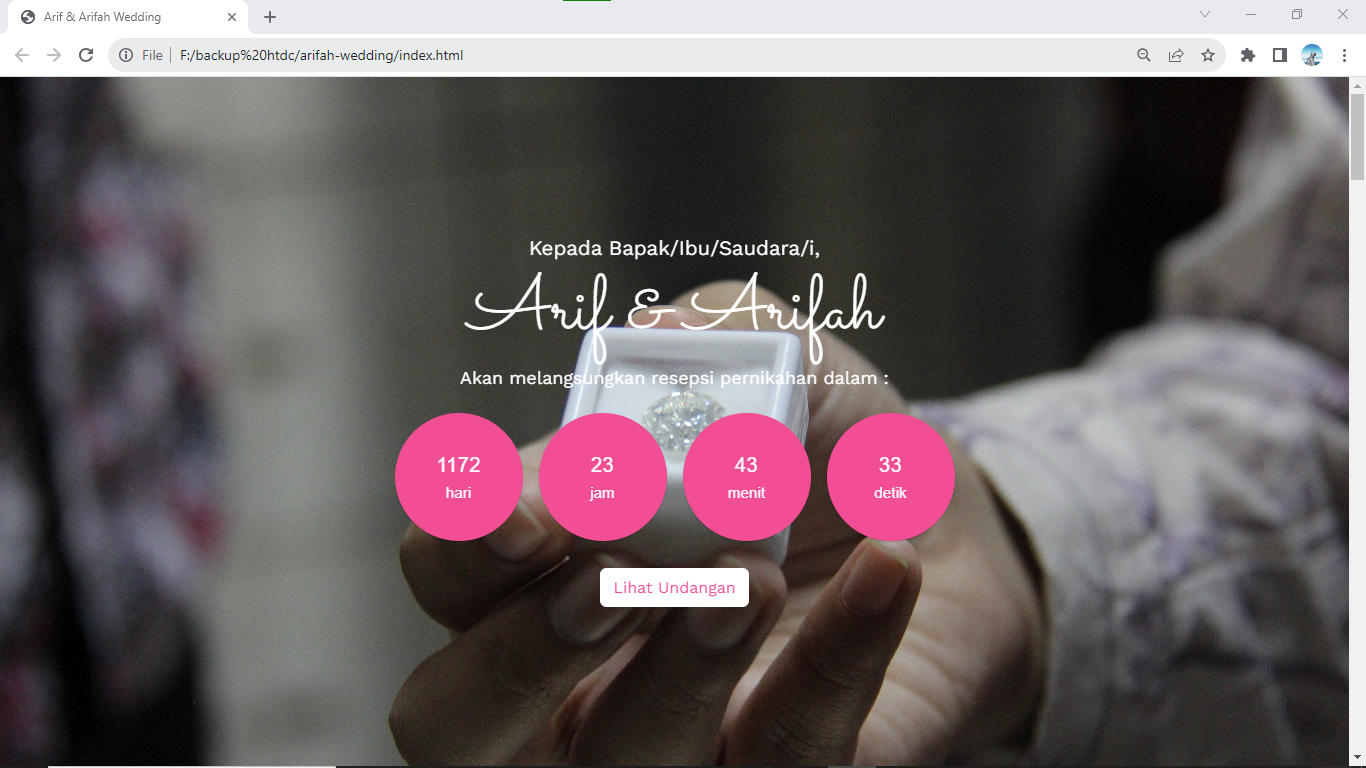 Arif & Arifah Wedding
File
F:/backup%20htdc/arifah-wedding/index.html
Kepada Bapak/Ibu/Saudara/i,
Arif & Arifah
Akan melangsungkan resepsi pernikahan dalam :
1172 23 43 33
hari jam menit detik
Lihat Undangan